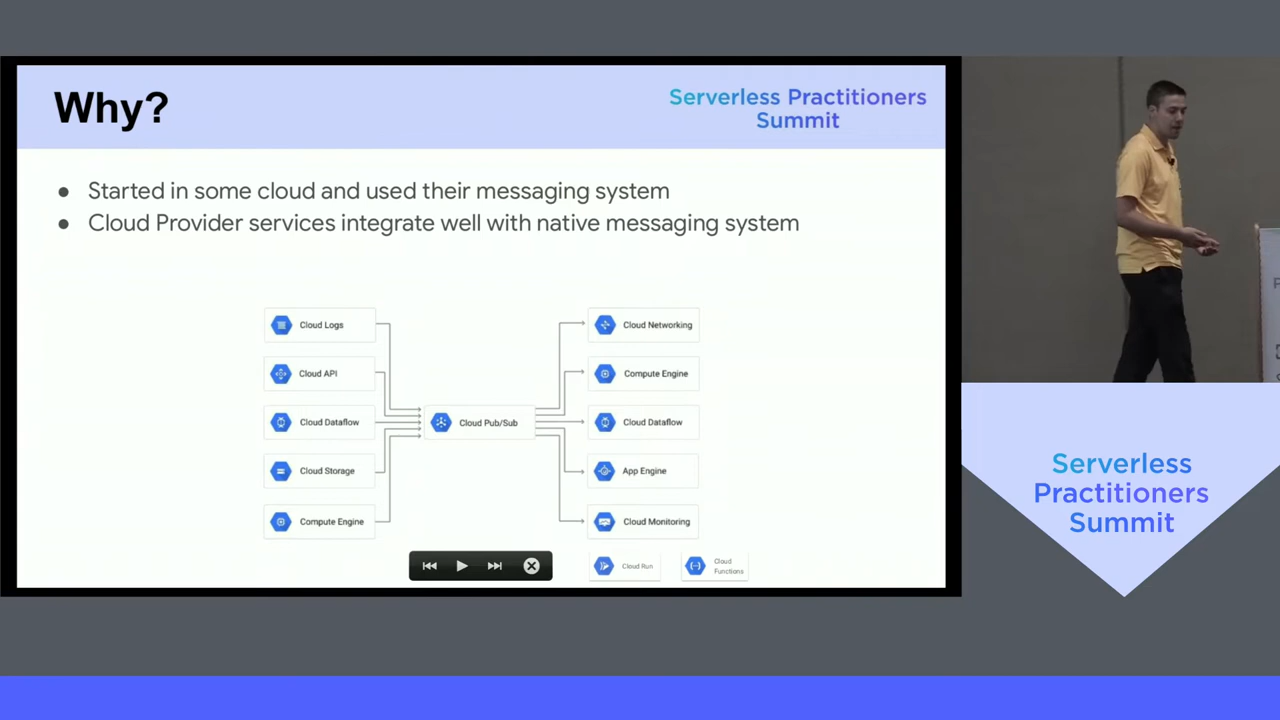 Why?
Serverless Practitioners
Summit
● Started in some cloud and used their messaging system
● Cloud Provider services integrate well with native messaging system
Cloud Logs
Cloud API
Cloud Dataflow
Cloud Storage
Compute Engine
Cloud Pub/Sub
Cloud Networking
Compute Engine
Cloud Dataflow
App Engine
Cloud Monitoring
Cloud Run
Cloud
Functions
Serverless
Practitioners
Summit